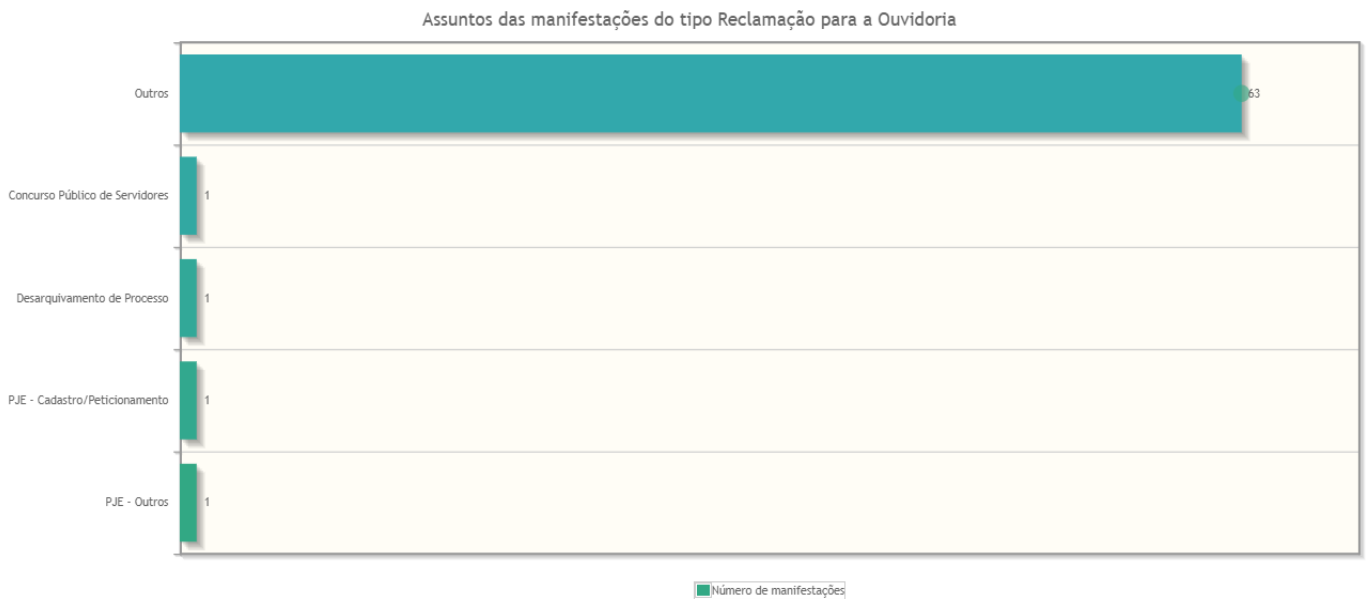 Assuntos das manifestações do tipo Reclamação para a Ouvidoria
Outros
63
Concurso Público de Servidores
1
Desarquivamento de Processo
1
PJE - Cadastro/Peticionamento
1
PJE - Outros
1
Número de manifestações